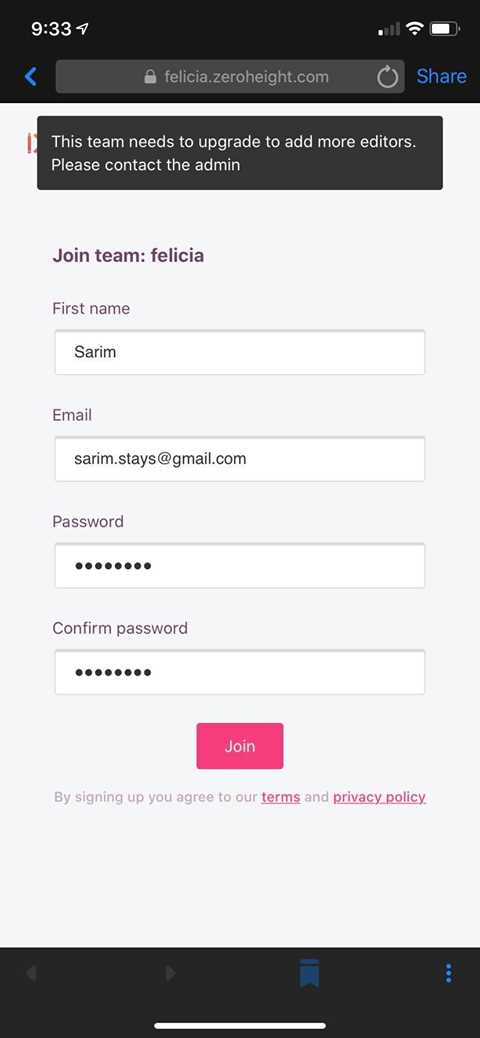 9:33
felicia.zeroheight.com
Share
This team needs to upgrade to add more editors.
Please contact the admin
Join team: felicia
First name
Sarim
Email
sarim.stays@gmail.com
Password
••••••••
Confirm password
••••••••
Join
By signing up you agree to our terms and privacy policy